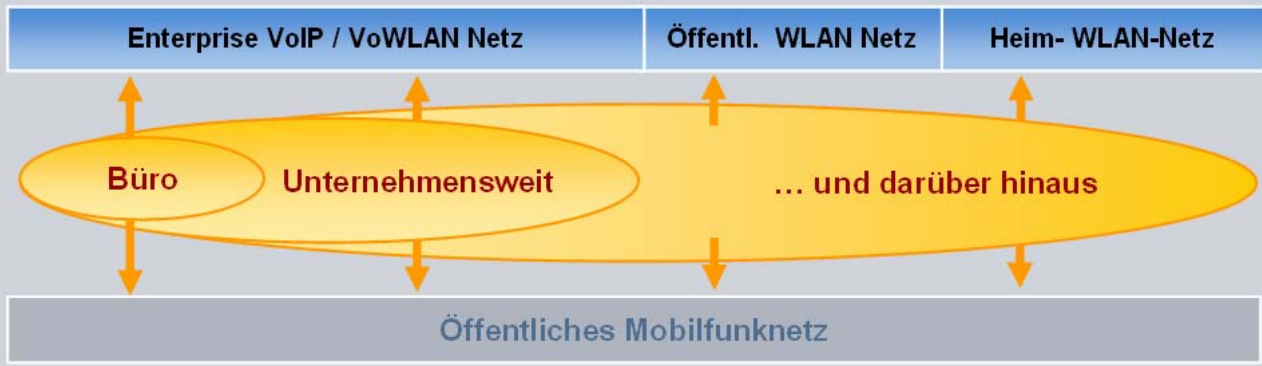 Enterprise VoIP / VoWLAN Netz
Öffentl. WLAN Netz
Heim- WLAN-Netz
Büro
Unternehmensweit
... und darüber hinaus
Öffentliches Mobilfunknetz